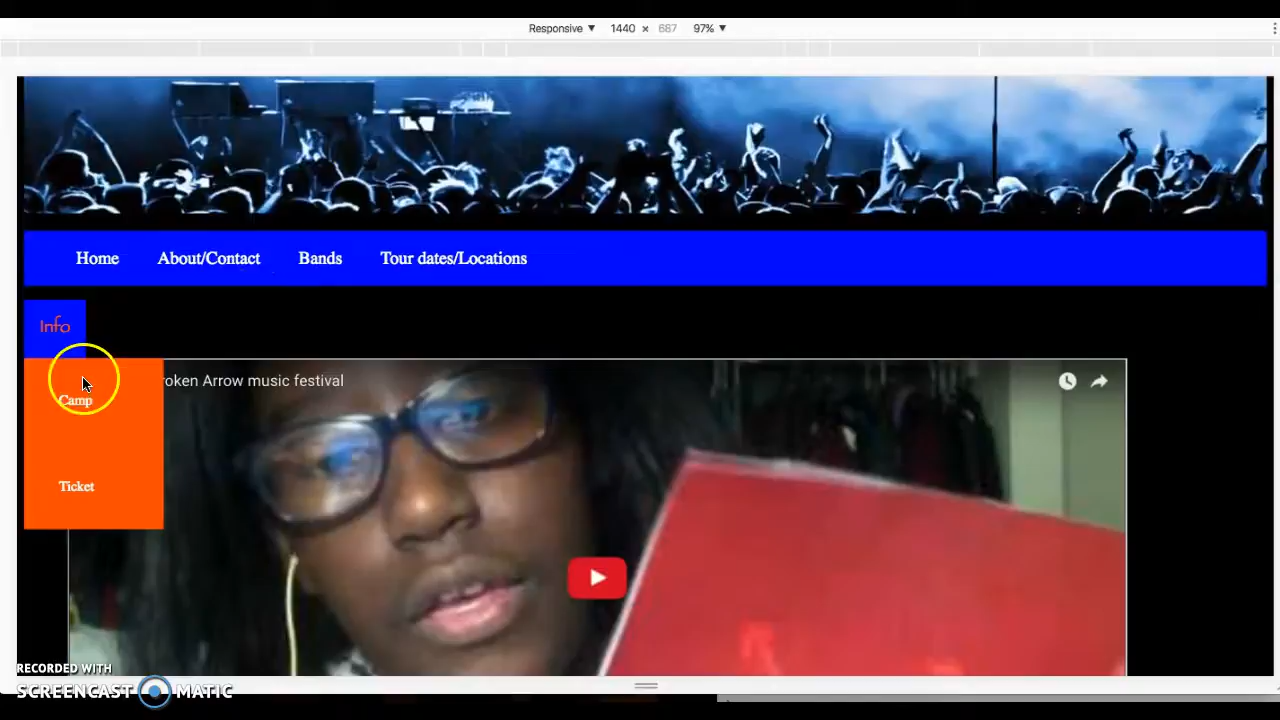 Responsive ▼ 1440 × 687 97% ▼
Home About/Contact Bands Tour dates/Locations
Info
oken Arrow music festival
Camp
Ticket
RECORDED WITH
SCREENCAST MATIC